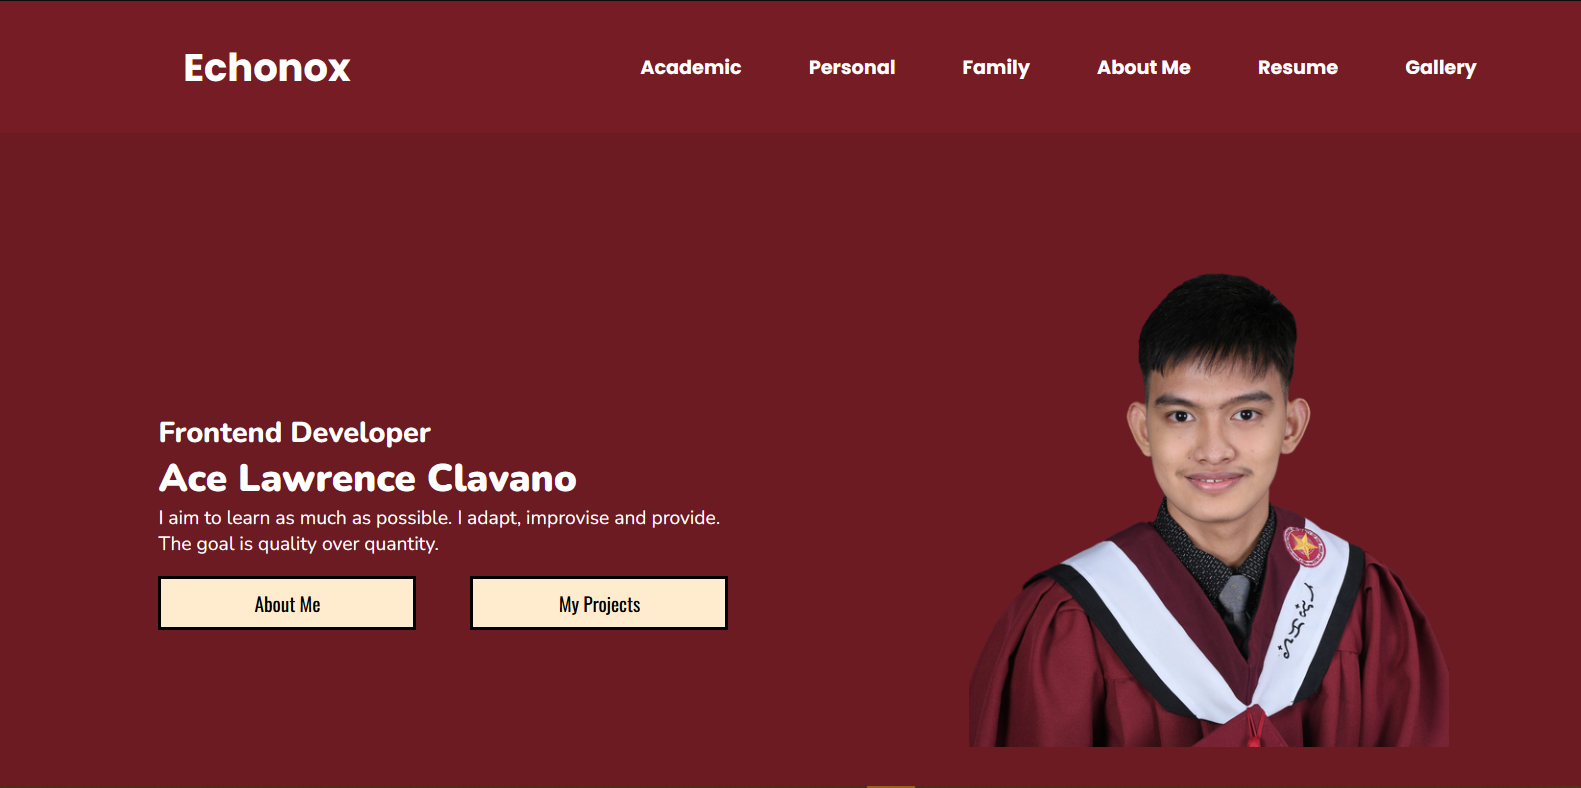 Echonox
Academic Personal Family About Me Resume Gallery
Frontend Developer
Ace Lawrence Clavano
I aim to learn as much as possible. I adapt, improvise and provide.
The goal is quality over quantity.
About Me My Projects